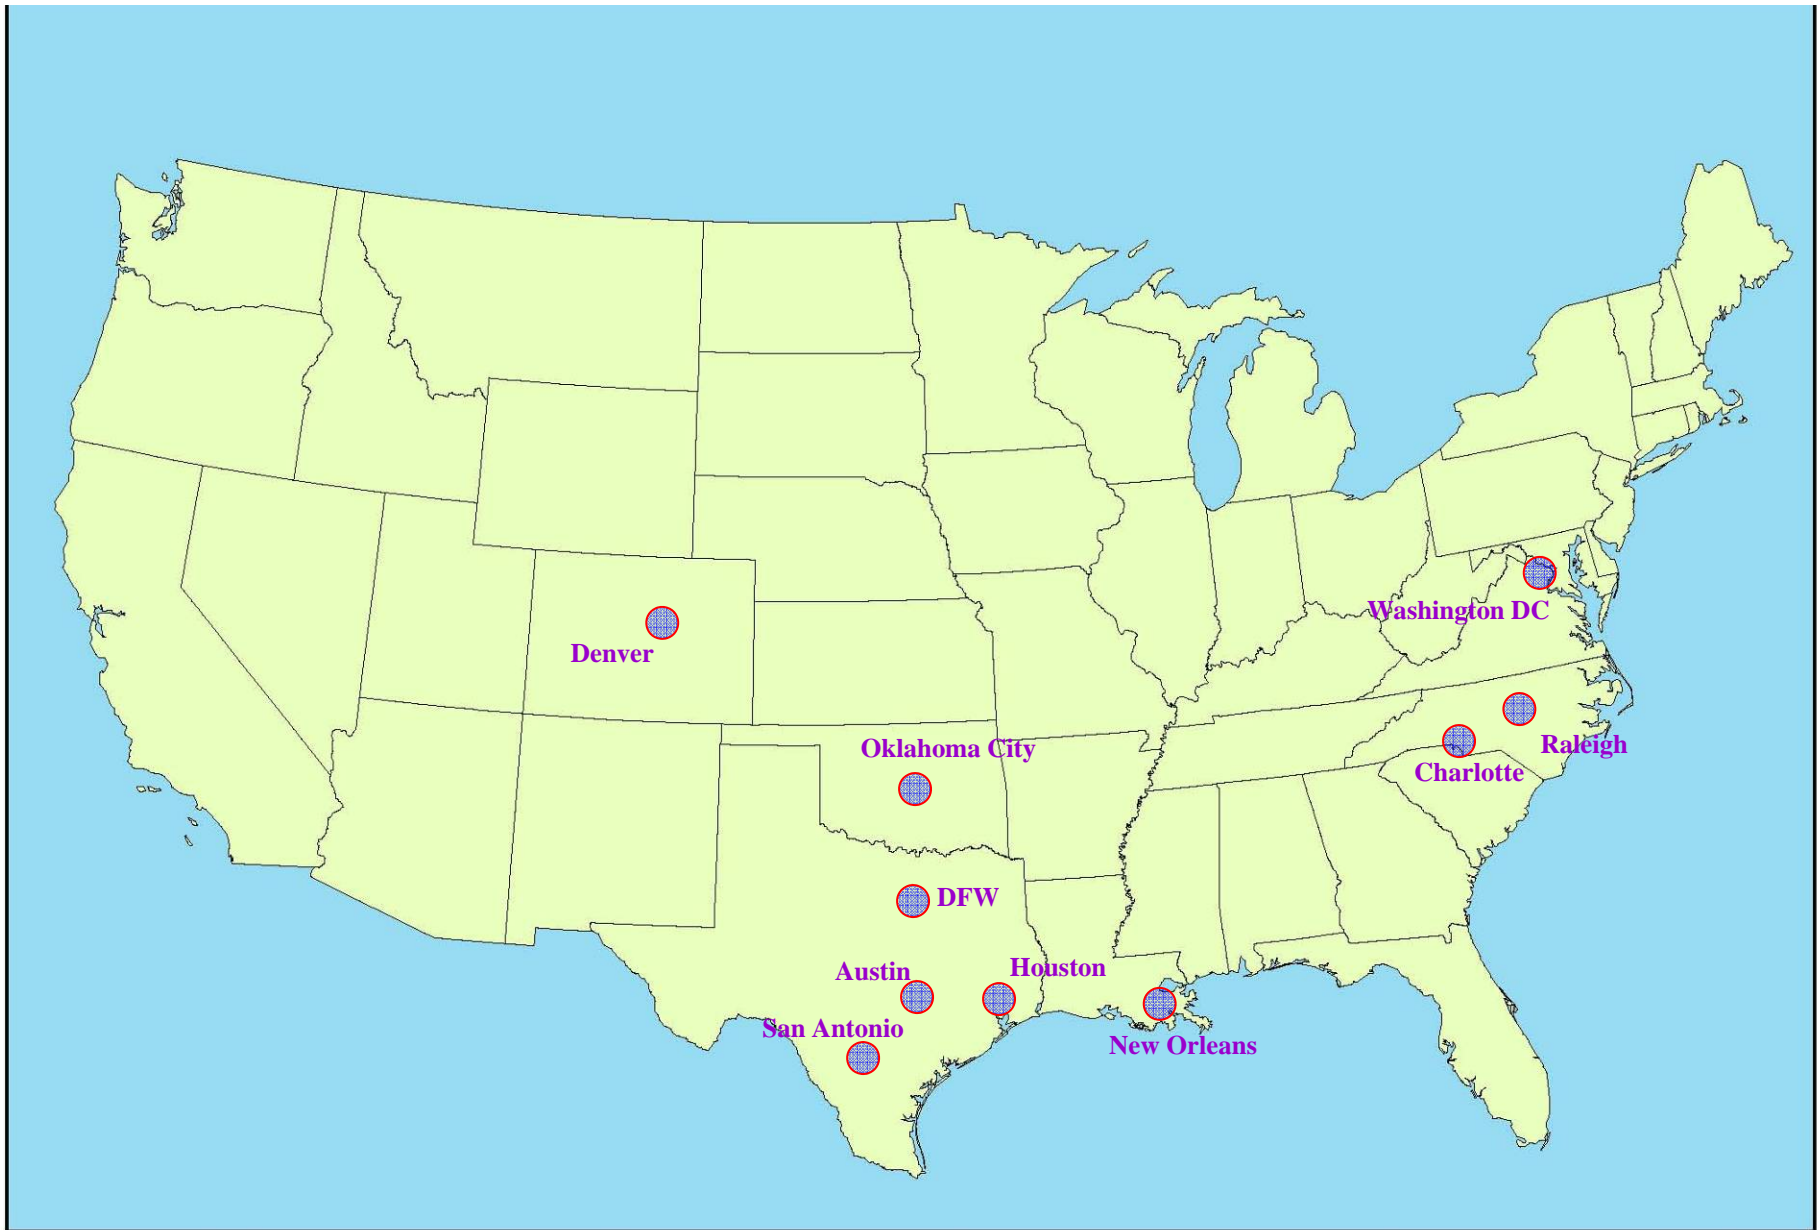 Washington DC
Denver
Raleigh
Oklahoma City
Charlotte
DFW
Houston
Austin
San Antonio
New Orleans